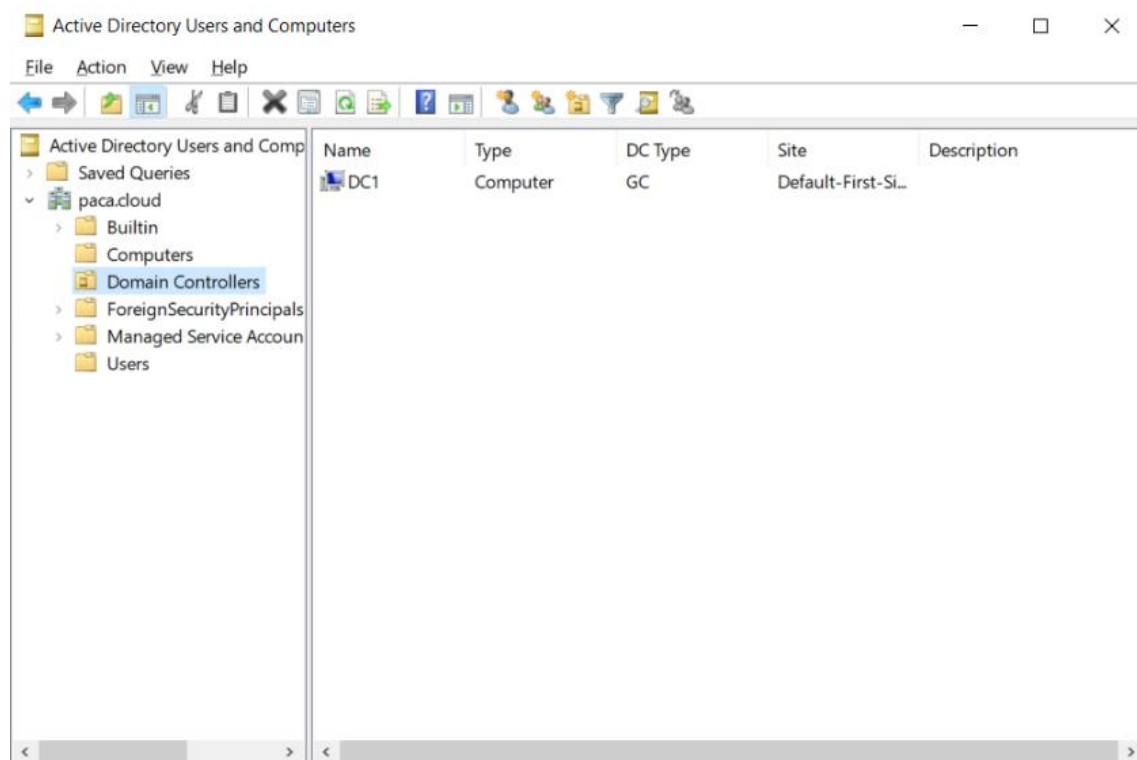 Active Directory Users and Computers
File Action View Help
Active Directory Users and Comp
Saved Queries
paca.cloud
Builtin
Computers
Domain Controllers
ForeignSecurityPrincipals
Managed Service Accoun
Users
Name Type DC Type Site Description
DC1 Computer GC Default-First-Si...